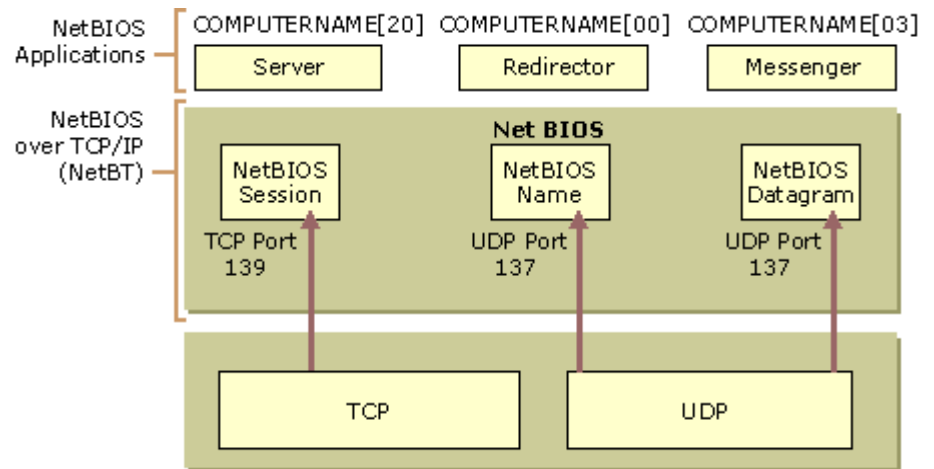 NetBIOS
Applications
COMPUTERNAME[20] COMPUTERNAME[00] COMPUTERNAME[03]
Server Redirector Messenger
NetBIOS
over TCP/IP
(NetBT)
Net BIOS
NetBIOS
Session
NetBIOS
Name
NetBIOS
Datagram
TCP Port
139
UDP Port
137
UDP Port
137
TCP UDP